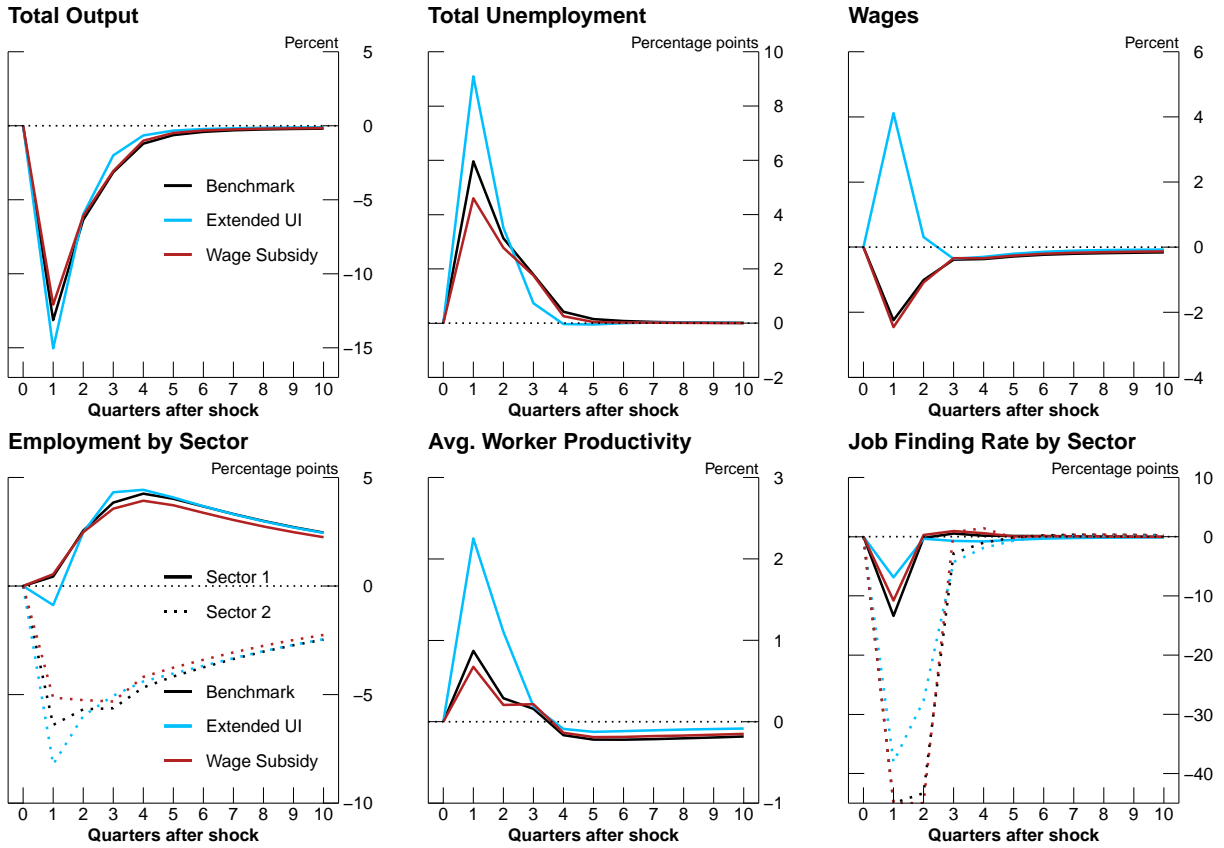 Total Output
Percent
5
0
−5
−10
−15
Benchmark
Extended UI
Wage Subsidy
0 1 2 3 4 5 6 7 8 9 10
Quarters after shock
Total Unemployment
Percentage points
10
8
6
4
2
0
−2
0 1 2 3 4 5 6 7 8 9 10
Quarters after shock
Wages
Percent
6
4
2
0
−2
−4
0 1 2 3 4 5 6 7 8 9 10
Quarters after shock
Employment by Sector
Percentage points
5
0
−5
−10
Sector 1
Sector 2
Benchmark
Extended UI
Wage Subsidy
0 1 2 3 4 5 6 7 8 9 10
Quarters after shock
Avg. Worker Productivity
Percent
3
2
1
0
−1
0 1 2 3 4 5 6 7 8 9 10
Quarters after shock
Job Finding Rate by Sector
Percentage points
10
0
−10
−20
−30
−40
0 1 2 3 4 5 6 7 8 9 10
Quarters after shock